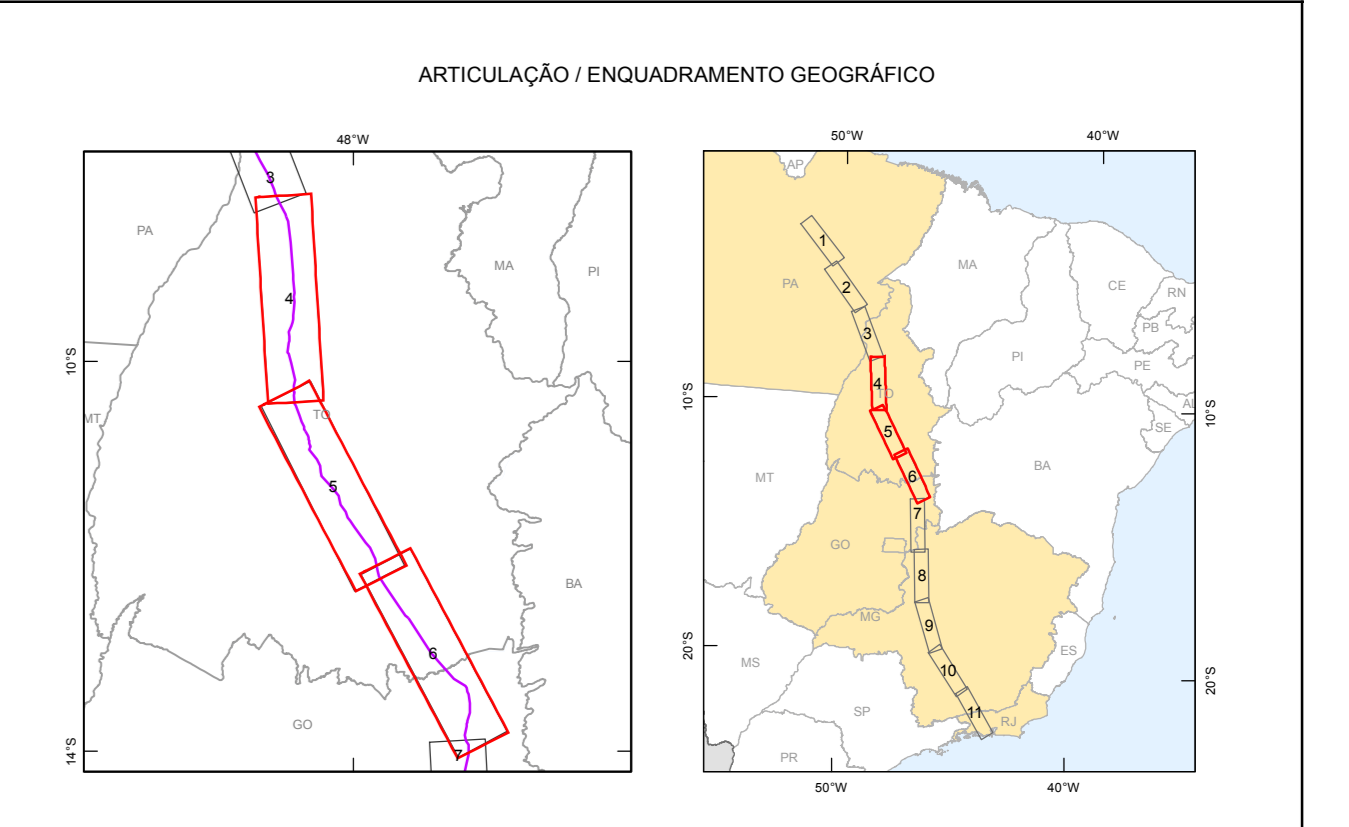 ARTICULAÇÃO / ENQUADRAMENTO GEOGRÁFICO
48°W
3
PA
MA
PI
4
10°S
MT
TO
5
BA
6
GO
14°S
7
50°W
40°W
AP
1
PA
MA
2
CE
RN
3
PB
PI
PE
4
TO
10°S
10°S
AL
5
SE
BA
MT
6
7
GO
8
MG
9
ES
20°S
MS
10
20°S
SP
11
RJ
PR
50°W
40°W